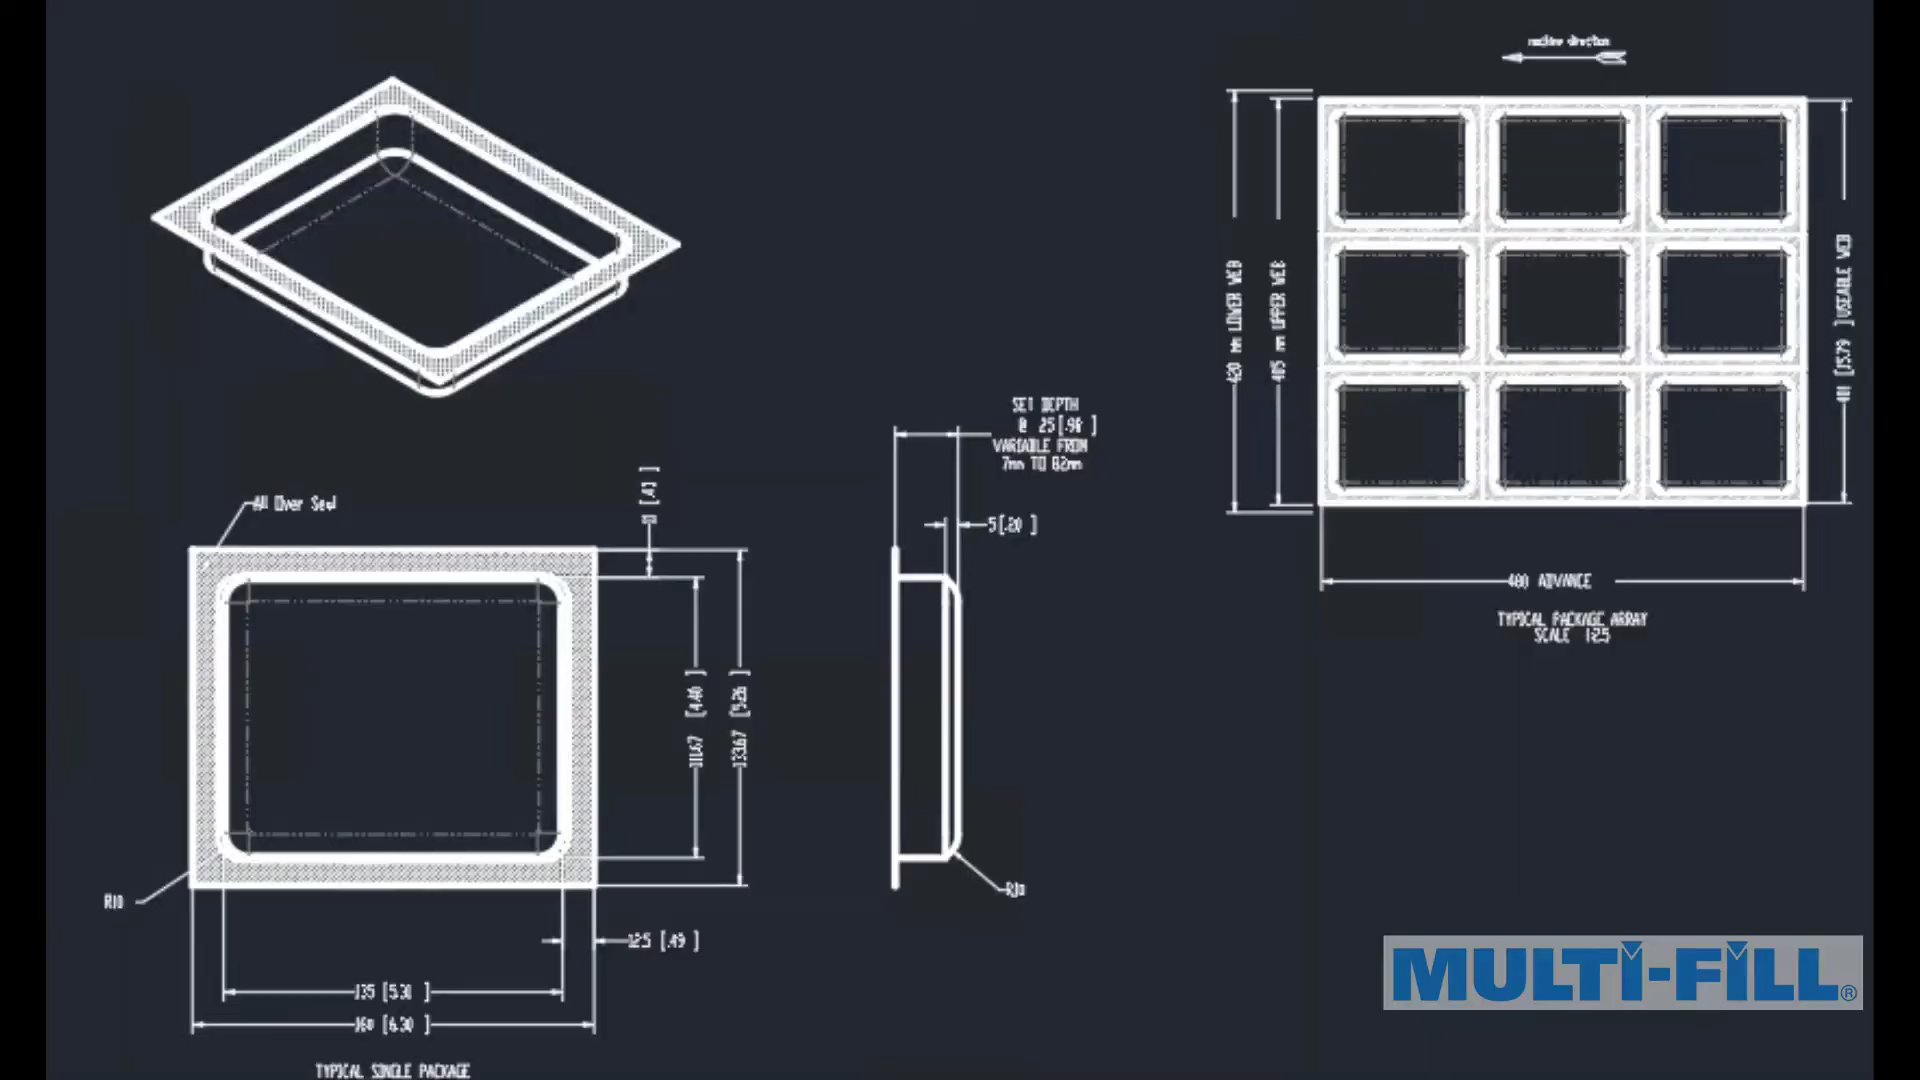 machine direction
420 mm LOWER WEB
405 mm UPPER WEB
401 [15.79 ] USEABLE WEB
480 ADVANCE
TYPICAL PACKAGE ARRAY
SCALE 1:2.5
SET DEPTH
@ 25[.98 ]
VARIABLE FROM
7mm TO 82mm
5[.20 ]
R10
All Over Seal
[.43 ]
111.67 [4.40 ]
133.67 [5.26 ]
R10
12.5 [.49 ]
135 [5.31 ]
160 [6.30 ]
TYPICAL SINGLE PACKAGE
MULTI-FILL®